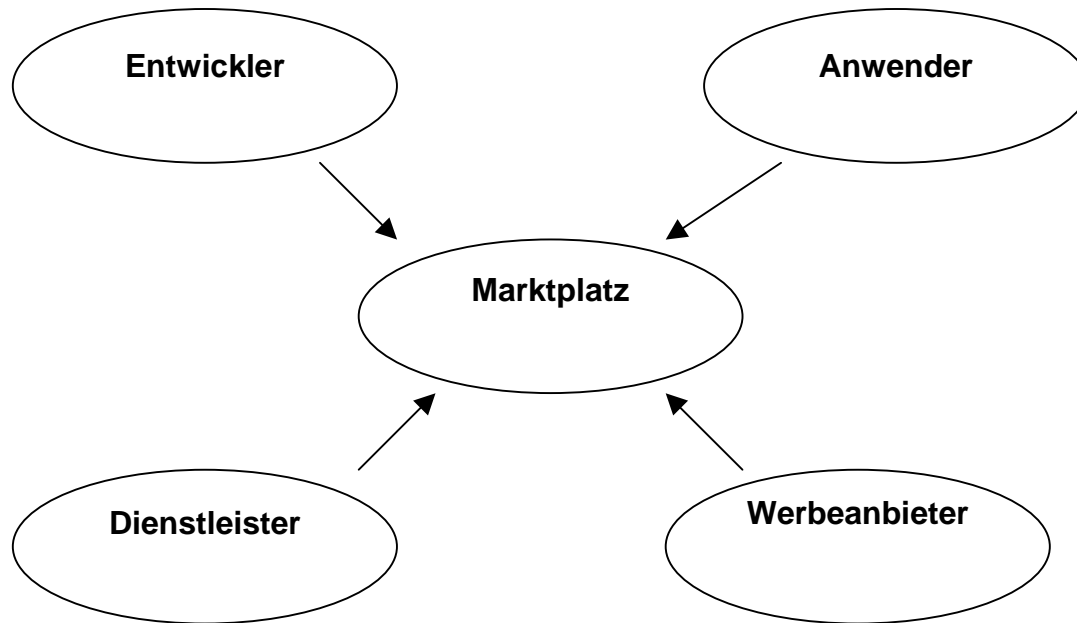 Entwickler
Anwender
Marktplatz
Dienstleister
Werbeanbieter